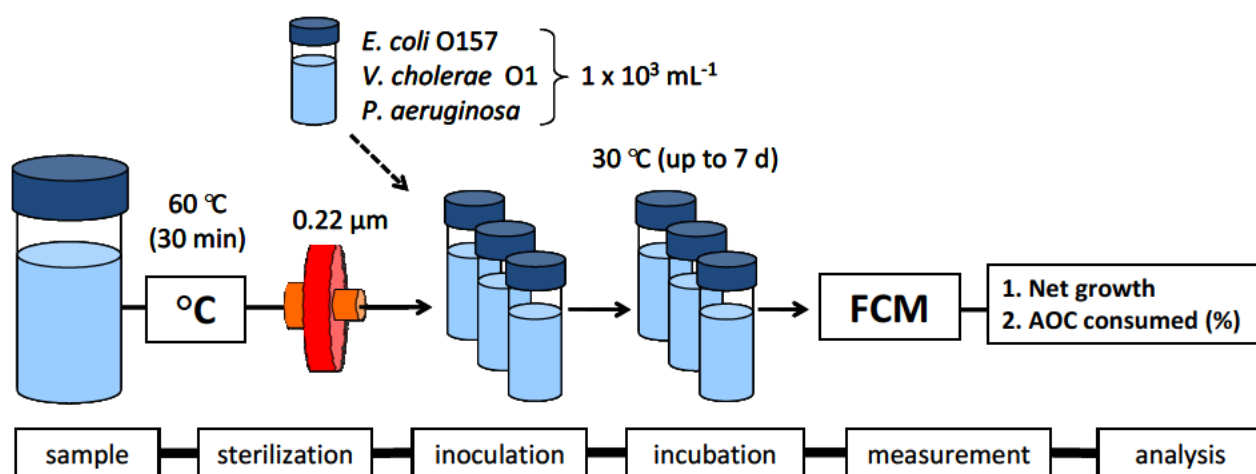 E. coli O157
V. cholerae O1
P. aeruginosa
1 x 10³ mL⁻¹
60 ℃
(30 min)
0.22 µm
30 ℃ (up to 7 d)
°C
FCM
1. Net growth
2. AOC consumed (%)
sample
sterilization
inoculation
incubation
measurement
analysis